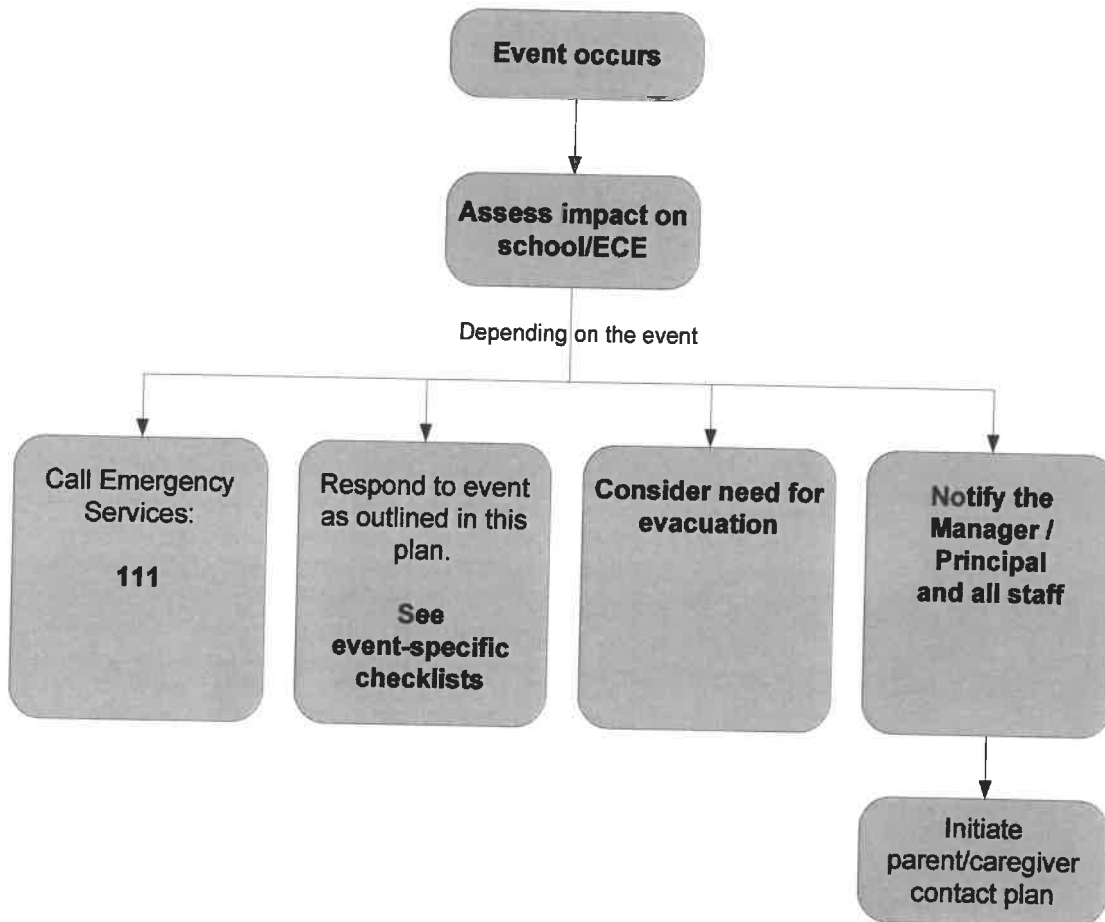 Event occurs
Assess impact on
school/ECE
Depending on the event
Call Emergency
Services:
111
Respond to event
as outlined in this
plan.
See
event-specific
checklists
Consider need for
evacuation
Notify the
Manager /
Principal
and all staff
Initiate
parent/caregiver
contact plan